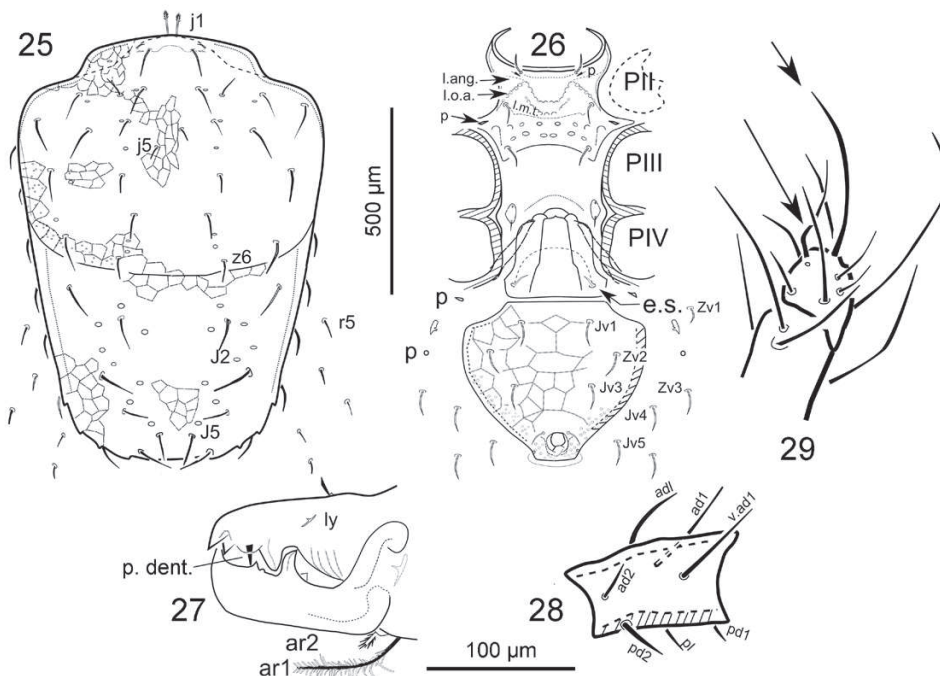 25
j1
j5
z6
r5
J2
J5
500 µm
26
l.ang.
l.o.a.
l.m.t.
p
p
PII
PIII
PIV
p
e.s.
Zv1
p
Jv1
Zv2
Jv3
Zv3
Jv4
Jv5
29
27
ly
p. dent.
ar2
ar1
100 µm
28
adl
ad1
v.ad1
ad2
pd2
pl
pd1